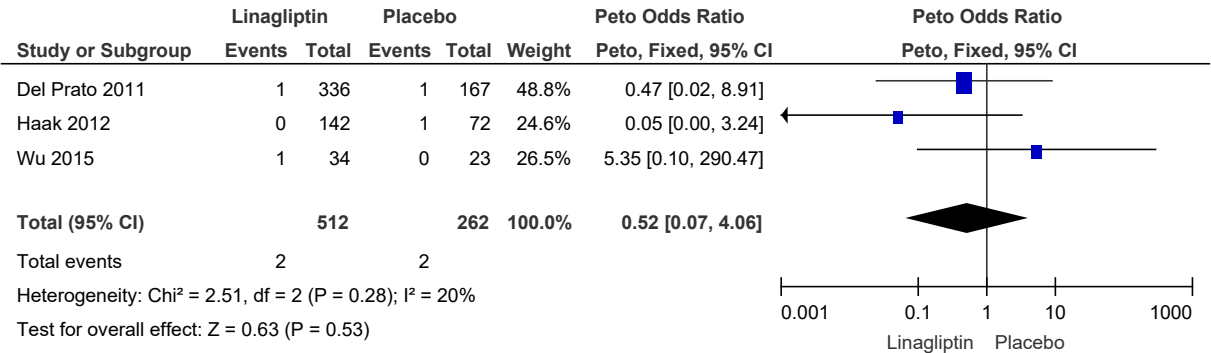 Linagliptin Placebo Peto Odds Ratio Peto Odds Ratio
Study or Subgroup Events Total Events Total Weight Peto, Fixed, 95% CI Peto, Fixed, 95% CI
Del Prato 2011 1 336 1 167 48.8% 0.47 [0.02, 8.91]
Haak 2012 0 142 1 72 24.6% 0.05 [0.00, 3.24]
Wu 2015 1 34 0 23 26.5% 5.35 [0.10, 290.47]
Total (95% CI) 512 262 100.0% 0.52 [0.07, 4.06]
Total events 2 2
Heterogeneity: Chi² = 2.51, df = 2 (P = 0.28); I² = 20%
Test for overall effect: Z = 0.63 (P = 0.53)
0.001 0.1 1 10 1000
Linagliptin Placebo